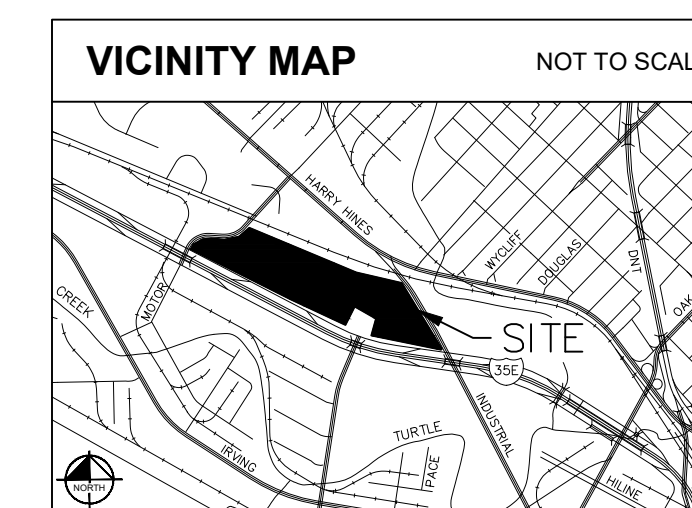 VICINITY MAP
NOT TO SCAL
HARRY HINES
WYCLIFF
DOUGLAS
DNT
OAK
CREEK
MOTOR
SITE
35E
INDUSTRIAL
TURTLE
PACE
IRVING
HILINE
NORTH